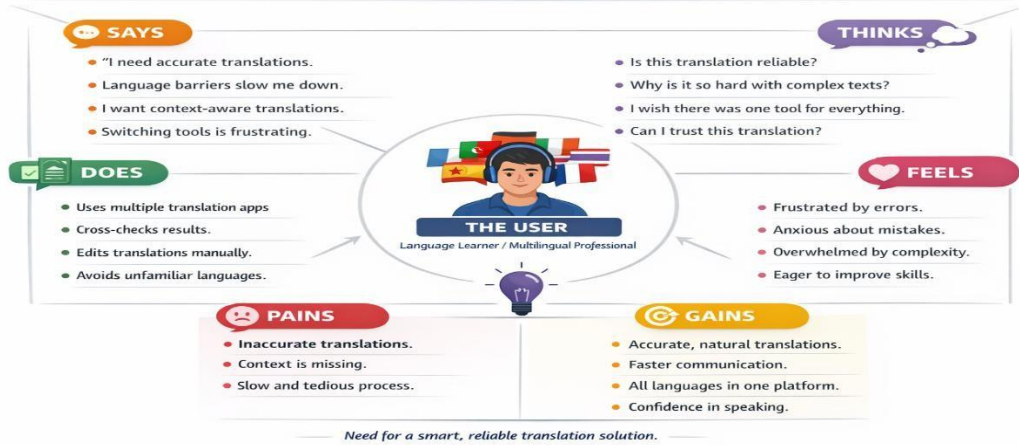 SAYS
"I need accurate translations.
Language barriers slow me down.
I want context-aware translations.
Switching tools is frustrating.
THINKS
Is this translation reliable?
Why is it so hard with complex texts?
I wish there was one tool for everything.
Can I trust this translation?
DOES
Uses multiple translation apps
Cross-checks results.
Edits translations manually.
Avoids unfamiliar languages.
THE USER
Language Learner / Multilingual Professional
FEELS
Frustrated by errors.
Anxious about mistakes.
Overwhelmed by complexity.
Eager to improve skills.
PAINS
Inaccurate translations.
Context is missing.
Slow and tedious process.
GAINS
Accurate, natural translations.
Faster communication.
All languages in one platform.
Confidence in speaking.
Need for a smart, reliable translation solution.